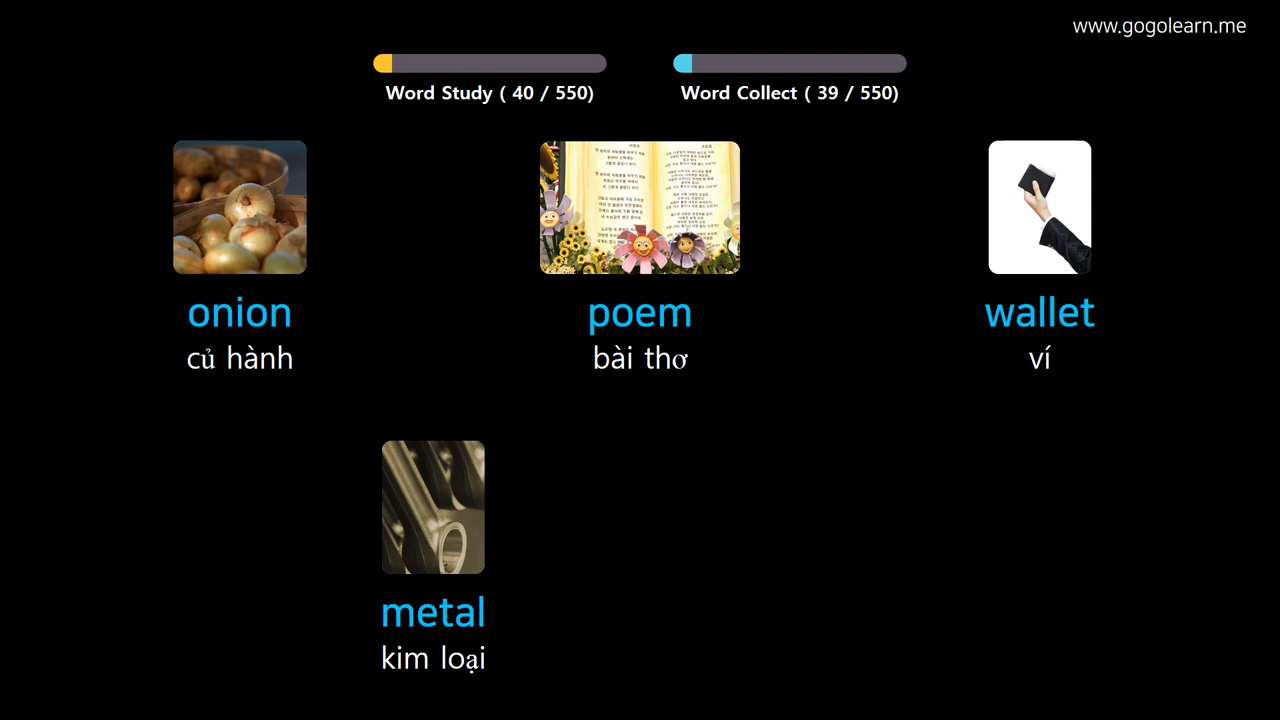 www.gogolearn.me
Word Study ( 40 / 550)
Word Collect ( 39 / 550)
onion
củ hành
poem
bài thơ
wallet
ví
metal
kim loại